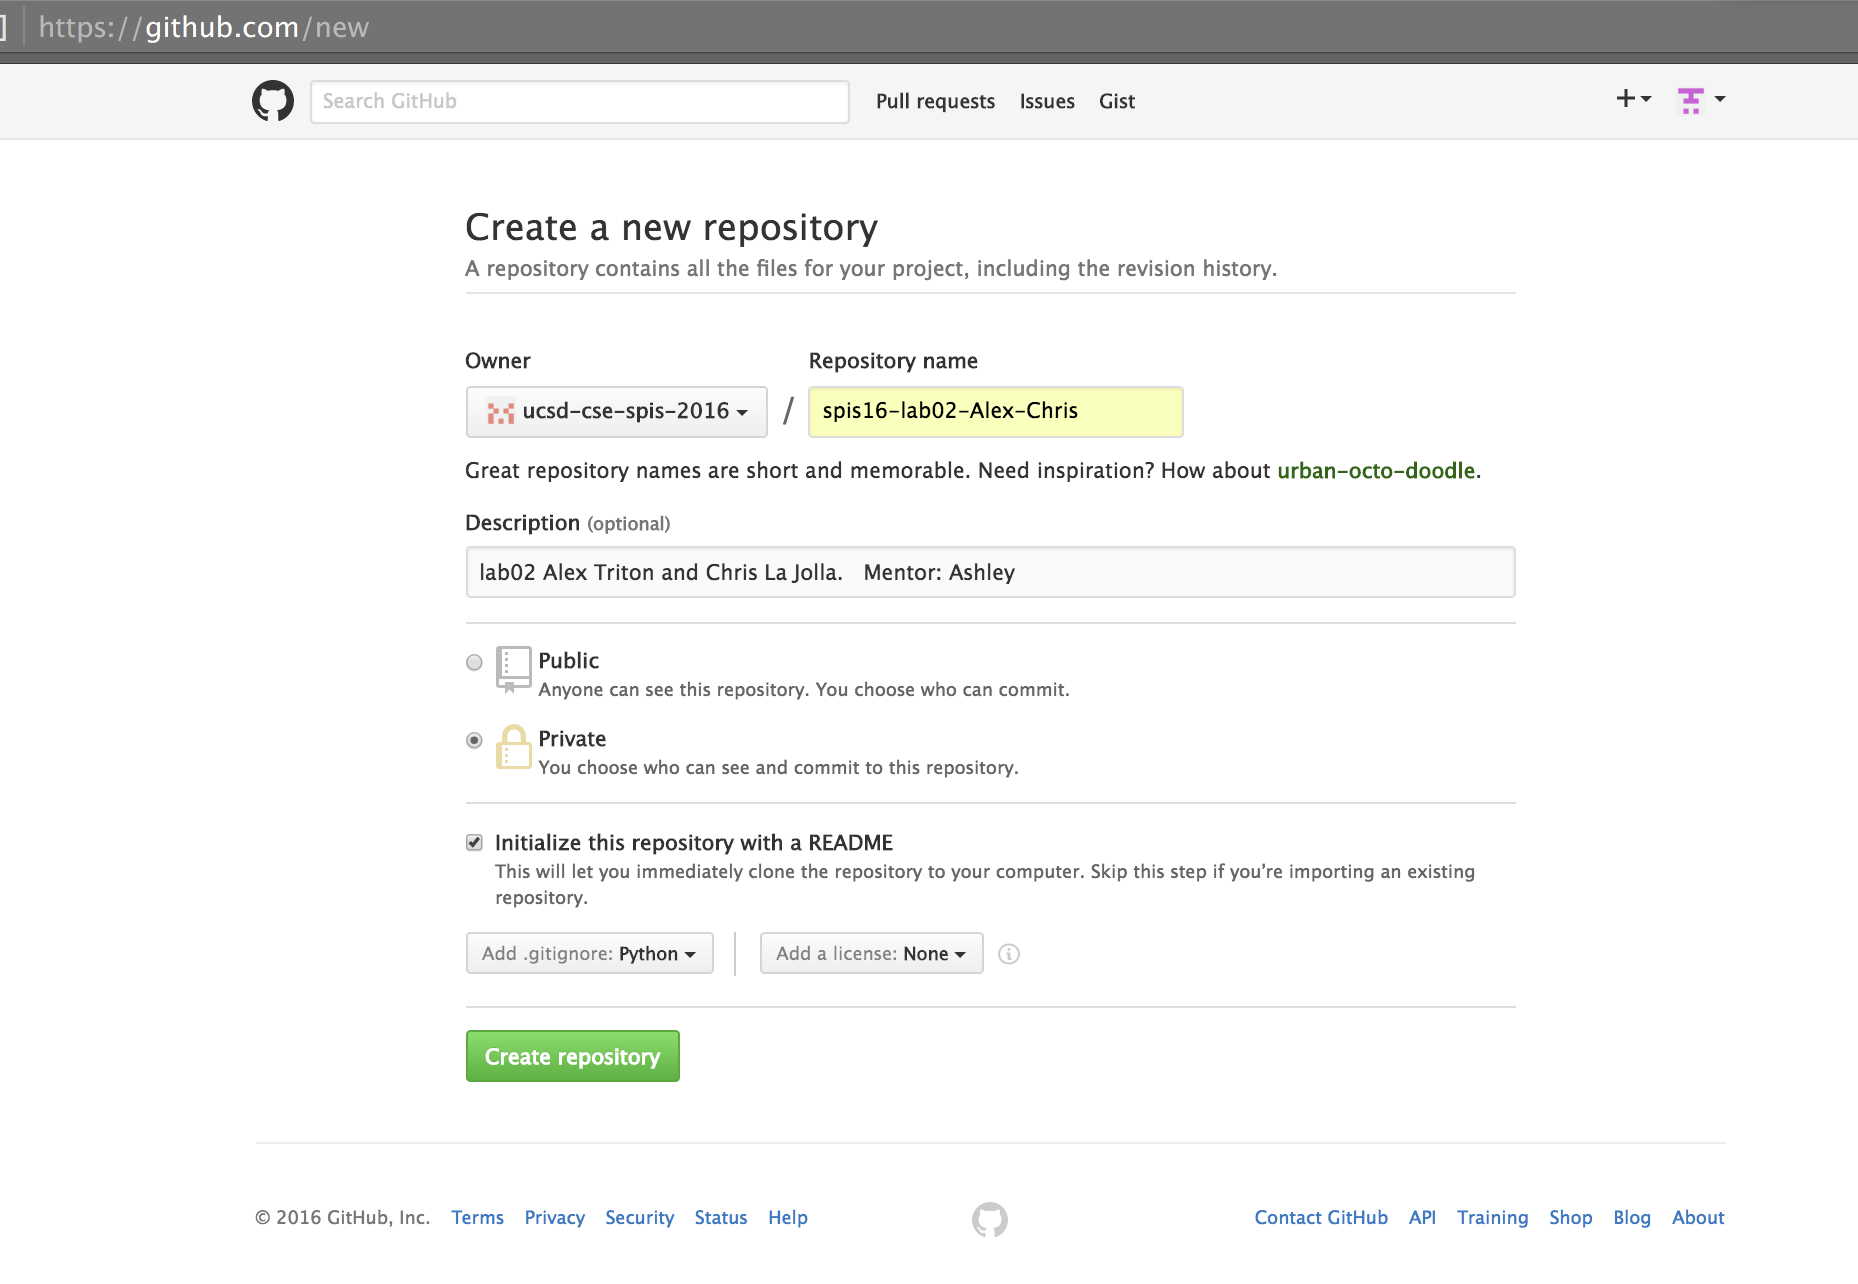 https://github.com/new
Search GitHub
Pull requests Issues Gist
Create a new repository
A repository contains all the files for your project, including the revision history.
Owner Repository name
ucsd-cse-spis-2016 / spis16-lab02-Alex-Chris
Great repository names are short and memorable. Need inspiration? How about urban-octo-doodle.
Description (optional)
lab02 Alex Triton and Chris La Jolla. Mentor: Ashley
Public
Anyone can see this repository. You choose who can commit.
Private
You choose who can see and commit to this repository.
Initialize this repository with a README
This will let you immediately clone the repository to your computer. Skip this step if you’re importing an existing
repository.
Add .gitignore: Python Add a license: None
Create repository
© 2016 GitHub, Inc. Terms Privacy Security Status Help Contact GitHub API Training Shop Blog About